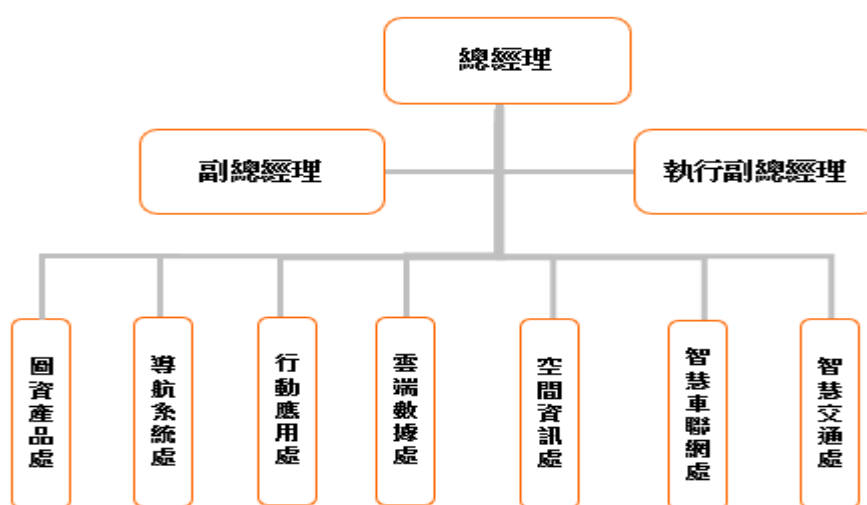 總經理
副總經理
執行副總經理
圖資產品處
導航系統處
行動應用處
雲端數據處
空間資訊處
智慧車聯網處
智慧交通處